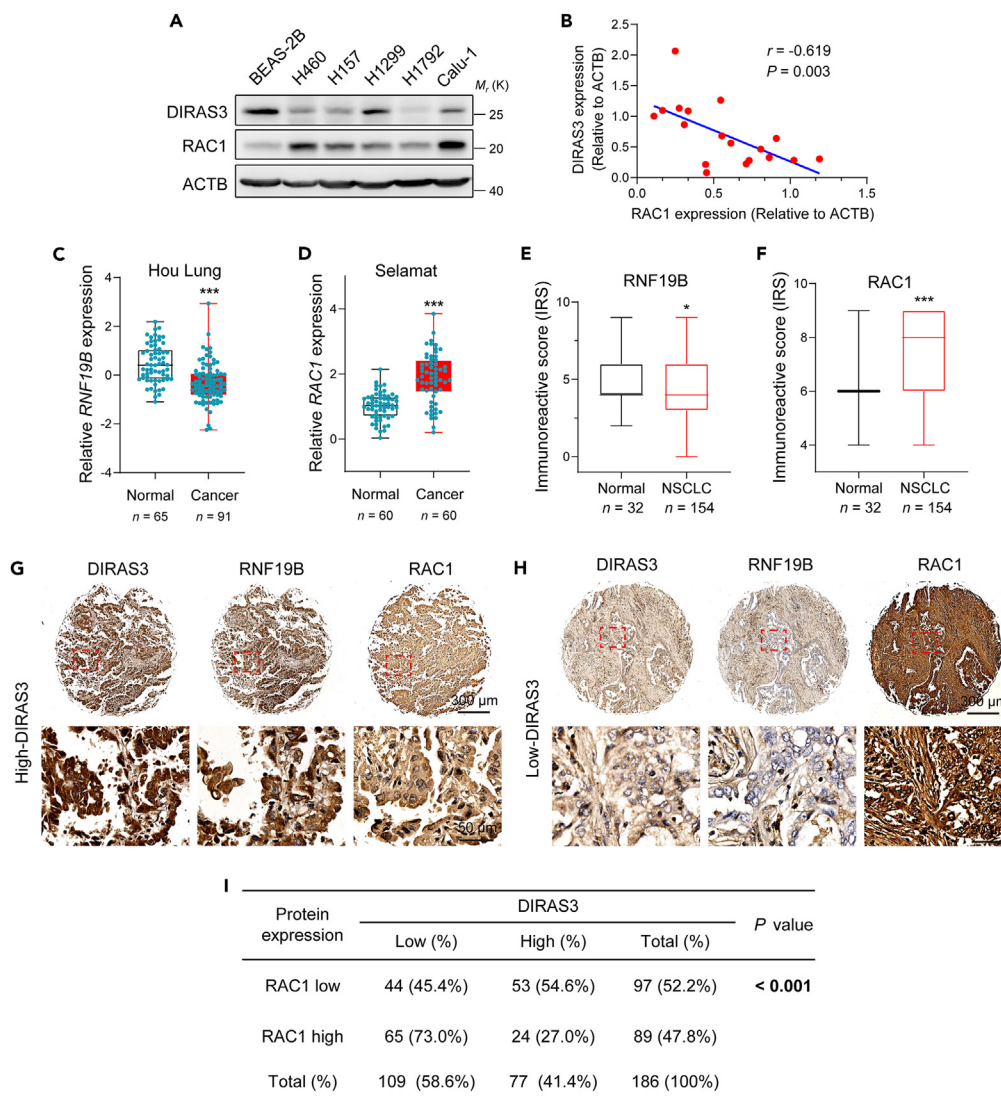 A
BEAS-2B
H460
H157
H1299
H1792
Calu-1
Mr (K)
DIRAS3
25
RAC1
20
ACTB
40
B
r = -0.619
P = 0.003
DIRAS3 expression
(Relative to ACTB)
2.5
2.0
1.5
1.0
0.5
0.0
0.0 0.5 1.0 1.5
RAC1 expression (Relative to ACTB)
C
Hou Lung
***
Relative RNF19B expression
4
2
0
-2
-4
Normal Cancer
n = 65 n = 91
D
Selamat
***
Relative RAC1 expression
4
2
0
Normal Cancer
n = 60 n = 60
E
RNF19B
*
Immunoreactive score (IRS)
10
5
0
Normal NSCLC
n = 32 n = 154
F
RAC1
***
Immunoreactive score (IRS)
10
8
6
4
Normal NSCLC
n = 32 n = 154
G
DIRAS3 RNF19B RAC1
High-DIRAS3
300 µm
50 µm
H
DIRAS3 RNF19B RAC1
Low-DIRAS3
300 µm
I
Protein expression
DIRAS3
P value
Low (%) High (%) Total (%)
RAC1 low 44 (45.4%) 53 (54.6%) 97 (52.2%) < 0.001
RAC1 high 65 (73.0%) 24 (27.0%) 89 (47.8%)
Total (%) 109 (58.6%) 77 (41.4%) 186 (100%)